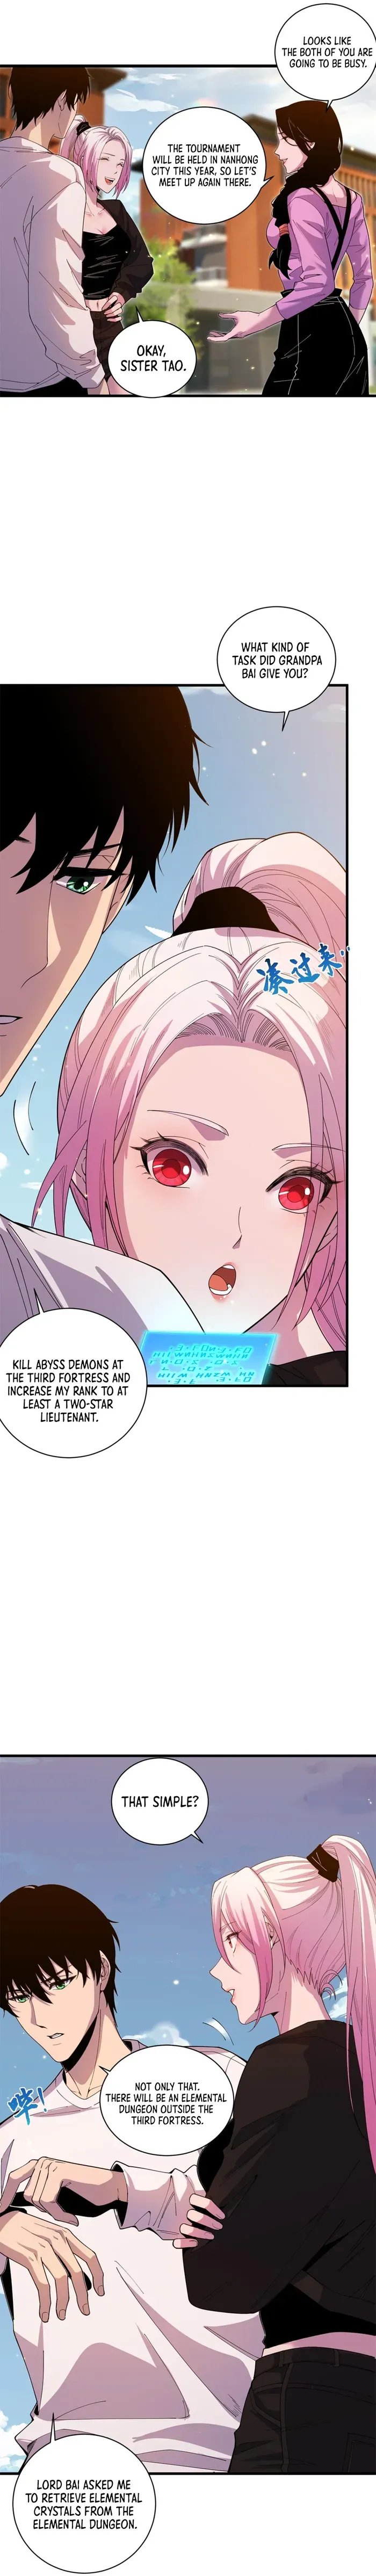 LOOKS LIKE
THE BOTH OF YOU ARE
GOING TO BE BUSY.
THE TOURNAMENT
WILL BE HELD IN NANHONG
CITY THIS YEAR, SO LET'S
MEET UP AGAIN THERE.
OKAY,
SISTER TAO.
WHAT KIND OF
TASK DID GRANDPA
BAI GIVE YOU?
凑过来··
KILL ABYSS DEMONS AT
THE THIRD FORTRESS AND
INCREASE MY RANK TO AT
LEAST A TWO-STAR
LIEUTENANT.
THAT SIMPLE?
NOT ONLY THAT.
THERE WILL BE AN ELEMENTAL
DUNGEON OUTSIDE THE
THIRD FORTRESS.
LORD BAI ASKED ME
TO RETRIEVE ELEMENTAL
CRYSTALS FROM THE
ELEMENTAL DUNGEON.